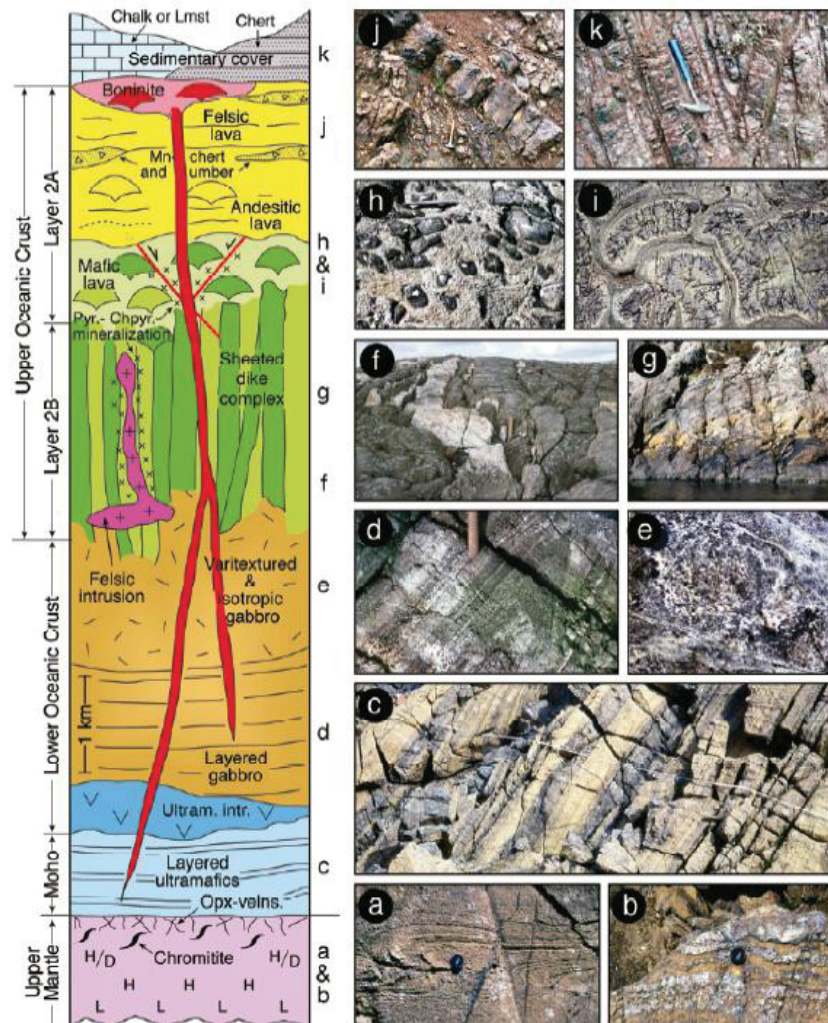 Chalk or Lmst
Chert
Sedimentary cover
k
Boninite
Felsic
lava
j
Mn- chert
and umber
Andesitic
lava
h
&
i
Mafic
lava
Pyr.- Chpyr.
mineralization
Sheeted
dike
complex
g
f
Felsic
intrusion
Varitextured
&
isotropic
gabbro
e
1 km
d
Layered
gabbro
Ultram. intr.
Layered
ultramafics
c
Opx-veins.
Chromitite
H/D H/D
H H H
L L L L
a
&
b
Upper Oceanic Crust
Layer 2A
Layer 2B
Lower Oceanic Crust
Moho
Upper
Mantle
j
k
h
i
f
g
d
e
c
a
b